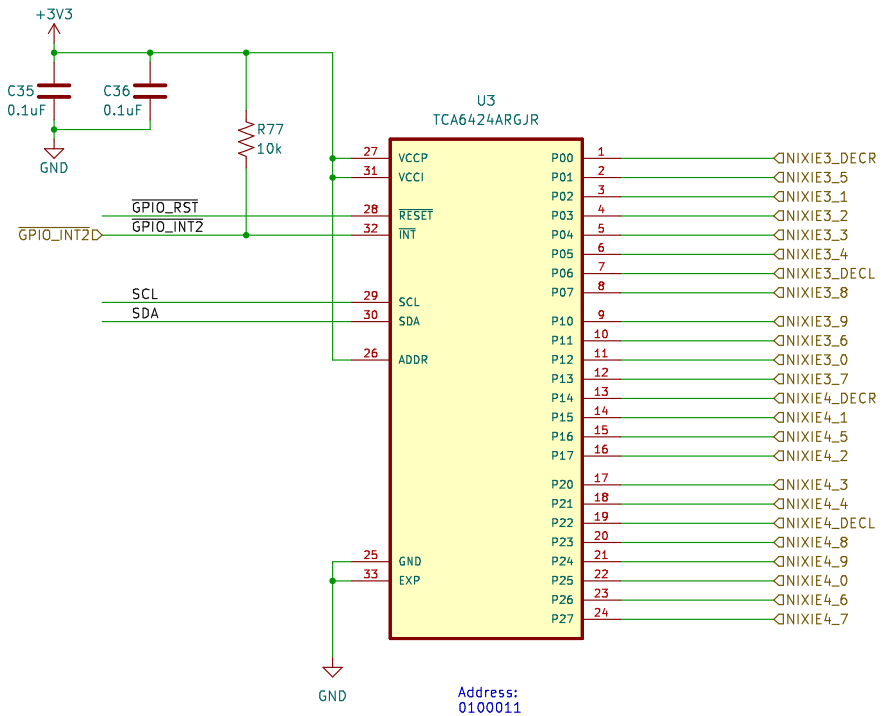 +3V3
C35
0.1uF
C36
0.1uF
GND
R77
10k
U3
TCA6424ARGJR
GPIO_RST
GPIO_INT2
GPIO_INT2
SCL
SDA
27 VCCP
31 VCCI
28 RESET
32 INT
29 SCL
30 SDA
26 ADDR
25 GND
33 EXP
GND
P00 1 NIXIE3_DECR
P01 2 NIXIE3_5
P02 3 NIXIE3_1
P03 4 NIXIE3_2
P04 5 NIXIE3_3
P05 6 NIXIE3_4
P06 7 NIXIE3_DECL
P07 8 NIXIE3_8
P10 9 NIXIE3_9
P11 10 NIXIE3_6
P12 11 NIXIE3_0
P13 12 NIXIE3_7
P14 13 NIXIE4_DECR
P15 14 NIXIE4_1
P16 15 NIXIE4_5
P17 16 NIXIE4_2
P20 17 NIXIE4_3
P21 18 NIXIE4_4
P22 19 NIXIE4_DECL
P23 20 NIXIE4_8
P24 21 NIXIE4_9
P25 22 NIXIE4_0
P26 23 NIXIE4_6
P27 24 NIXIE4_7
Address:
0100011